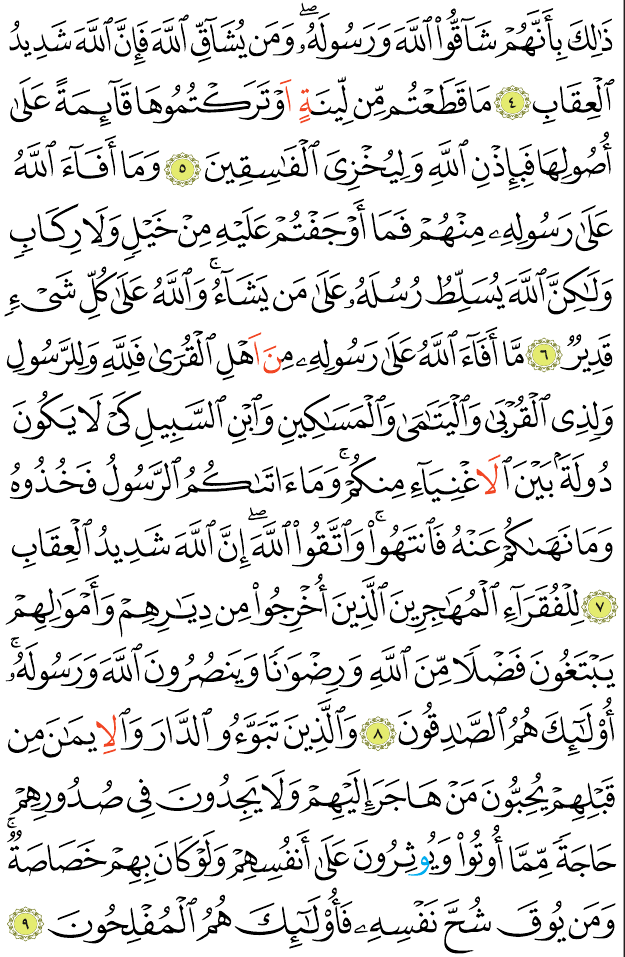 ذَٰلِكَ بِأَنَّهُمْ شَآقُّوا۟ ٱللَّهَ وَرَسُولَهُۥ ۖ وَمَن يُشَآقِّ ٱللَّهَ فَإِنَّ ٱللَّهَ شَدِيدُ
ٱلْعِقَابِ ٤ مَا قَطَعْتُم مِّن لِّينَةٍ اَوْ تَرَكْتُمُوهَا قَآئِمَةً عَلَىٰٓ
أُصُولِهَا فَبِإِذْنِ ٱللَّهِ وَلِيُخْزِىَ ٱلْفَٰسِقِينَ ٥ وَمَآ أَفَآءَ ٱللَّهُ
عَلَىٰ رَسُولِهِۦ مِنْهُمْ فَمَآ أَوْجَفْتُمْ عَلَيْهِ مِنْ خَيْلٍ وَلَا رِكَابٍ
وَلَٰكِنَّ ٱللَّهَ يُسَلِّطُ رُسُلَهُۥ عَلَىٰ مَن يَشَآءُ ۚ وَٱللَّهُ عَلَىٰ كُلِّ شَىْءٍ
قَدِيرٌ ٦ مَّآ أَفَآءَ ٱللَّهُ عَلَىٰ رَسُولِهِۦ مِنَ اَهْلِ ٱلْقُرَىٰ فَلِلَّهِ وَلِلرَّسُولِ
وَلِذِى ٱلْقُرْبَىٰ وَٱلْيَتَٰمَىٰ وَٱلْمَسَٰكِينِ وَٱبْنِ ٱلسَّبِيلِ كَىْ لَا يَكُونَ
دُولَةًۢ بَيْنَ ٱلَاغْنِيَآءِ مِنكُمْ ۚ وَمَآ ءَاتَىٰكُمُ ٱلرَّسُولُ فَخُذُوهُ
وَمَا نَهَىٰكُمْ عَنْهُ فَٱنتَهُوا۟ ۚ وَٱتَّقُوا۟ ٱللَّهَ ۖ إِنَّ ٱللَّهَ شَدِيدُ ٱلْعِقَابِ
٧ لِلْفُقَرَآءِ ٱلْمُهَٰجِرِينَ ٱلَّذِينَ أُخْرِجُوا۟ مِن دِيَٰرِهِمْ وَأَمْوَٰلِهِمْ
يَبْتَغُونَ فَضْلًا مِّنَ ٱللَّهِ وَرِضْوَٰنًا وَيَنصُرُونَ ٱللَّهَ وَرَسُولَهُۥٓ ۚ
أُو۟لَٰٓئِكَ هُمُ ٱلصَّٰدِقُونَ ٨ وَٱلَّذِينَ تَبَوَّءُو ٱلدَّارَ وَٱلِايمَٰنَ مِن
قَبْلِهِمْ يُحِبُّونَ مَنْ هَاجَرَ إِلَيْهِمْ وَلَا يَجِدُونَ فِى صُدُورِهِمْ
حَاجَةً مِّمَّآ أُوتُوا۟ وَيُوثِرُونَ عَلَىٰٓ أَنفُسِهِمْ وَلَوْ كَانَ بِهِمْ خَصَاصَةٌ ۚ
وَمَن يُوقَ شُحَّ نَفْسِهِۦ فَأُو۟لَٰٓئِكَ هُمُ ٱلْمُفْلِحُونَ ٩